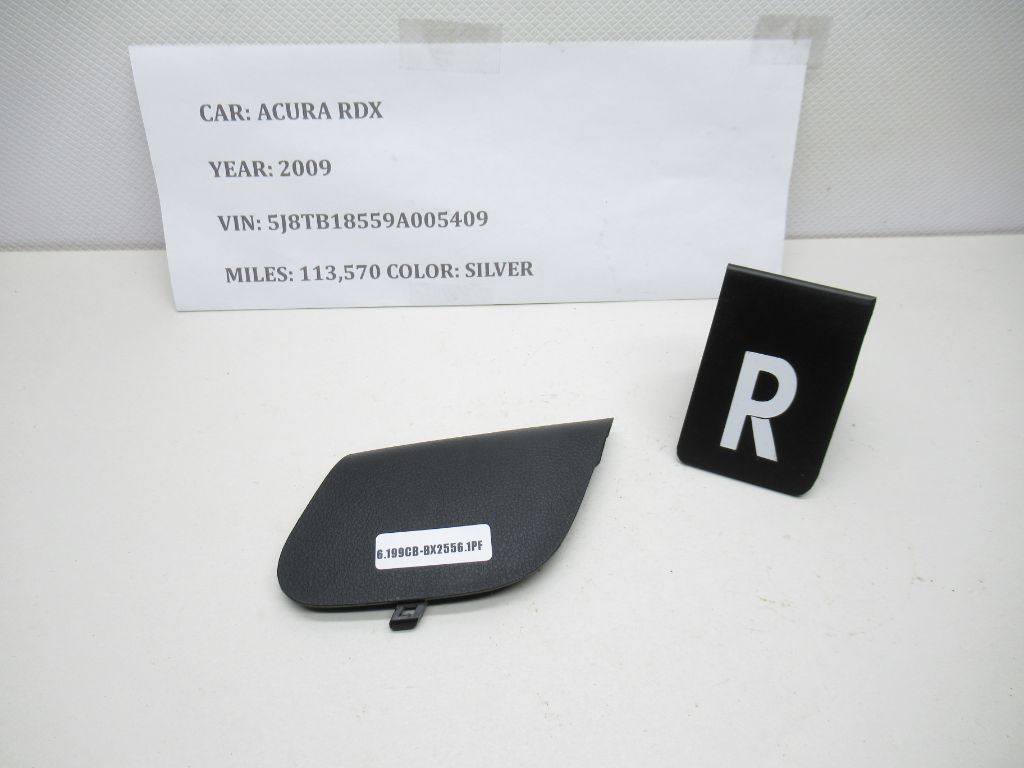 CAR: ACURA RDX
YEAR: 2009
VIN: 5J8TB18559A005409
MILES: 113,570 COLOR: SILVER
R
6.199CB-BX2556.1PF